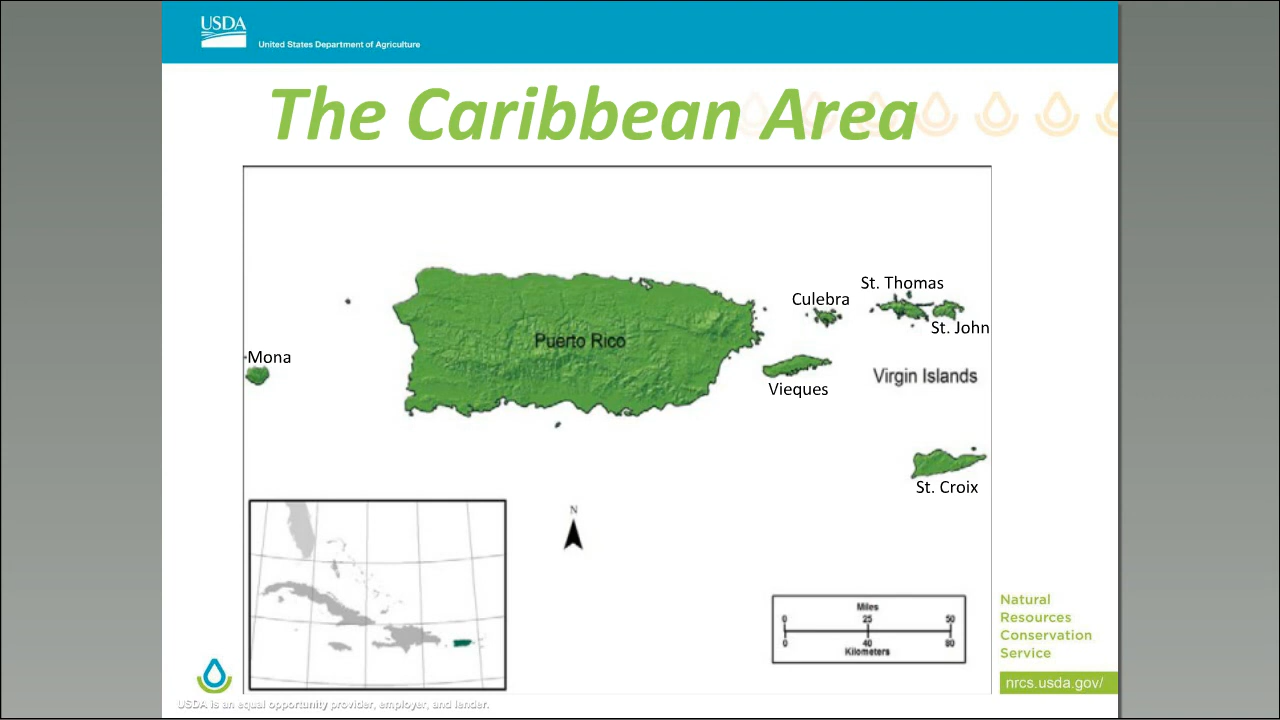 USDA
United States Department of Agriculture
The Caribbean Area
St. Thomas
Culebra
St. John
Puerto Rico
Mona
Virgin Islands
Vieques
St. Croix
N
Miles
0 25 50
0 40 80
Kilometers
Natural
Resources
Conservation
Service
nrcs.usda.gov/
USDA is an equal opportunity provider, employer, and lender.